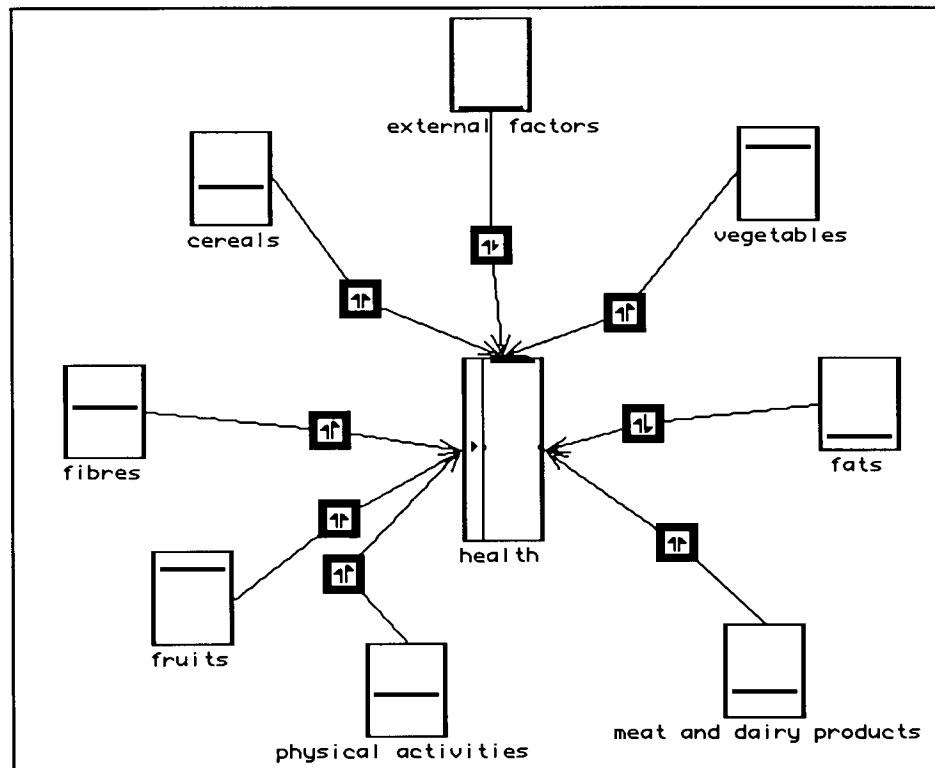 external factors
cereals
vegetables
fibres
fats
health
fruits
physical activities
meat and dairy products